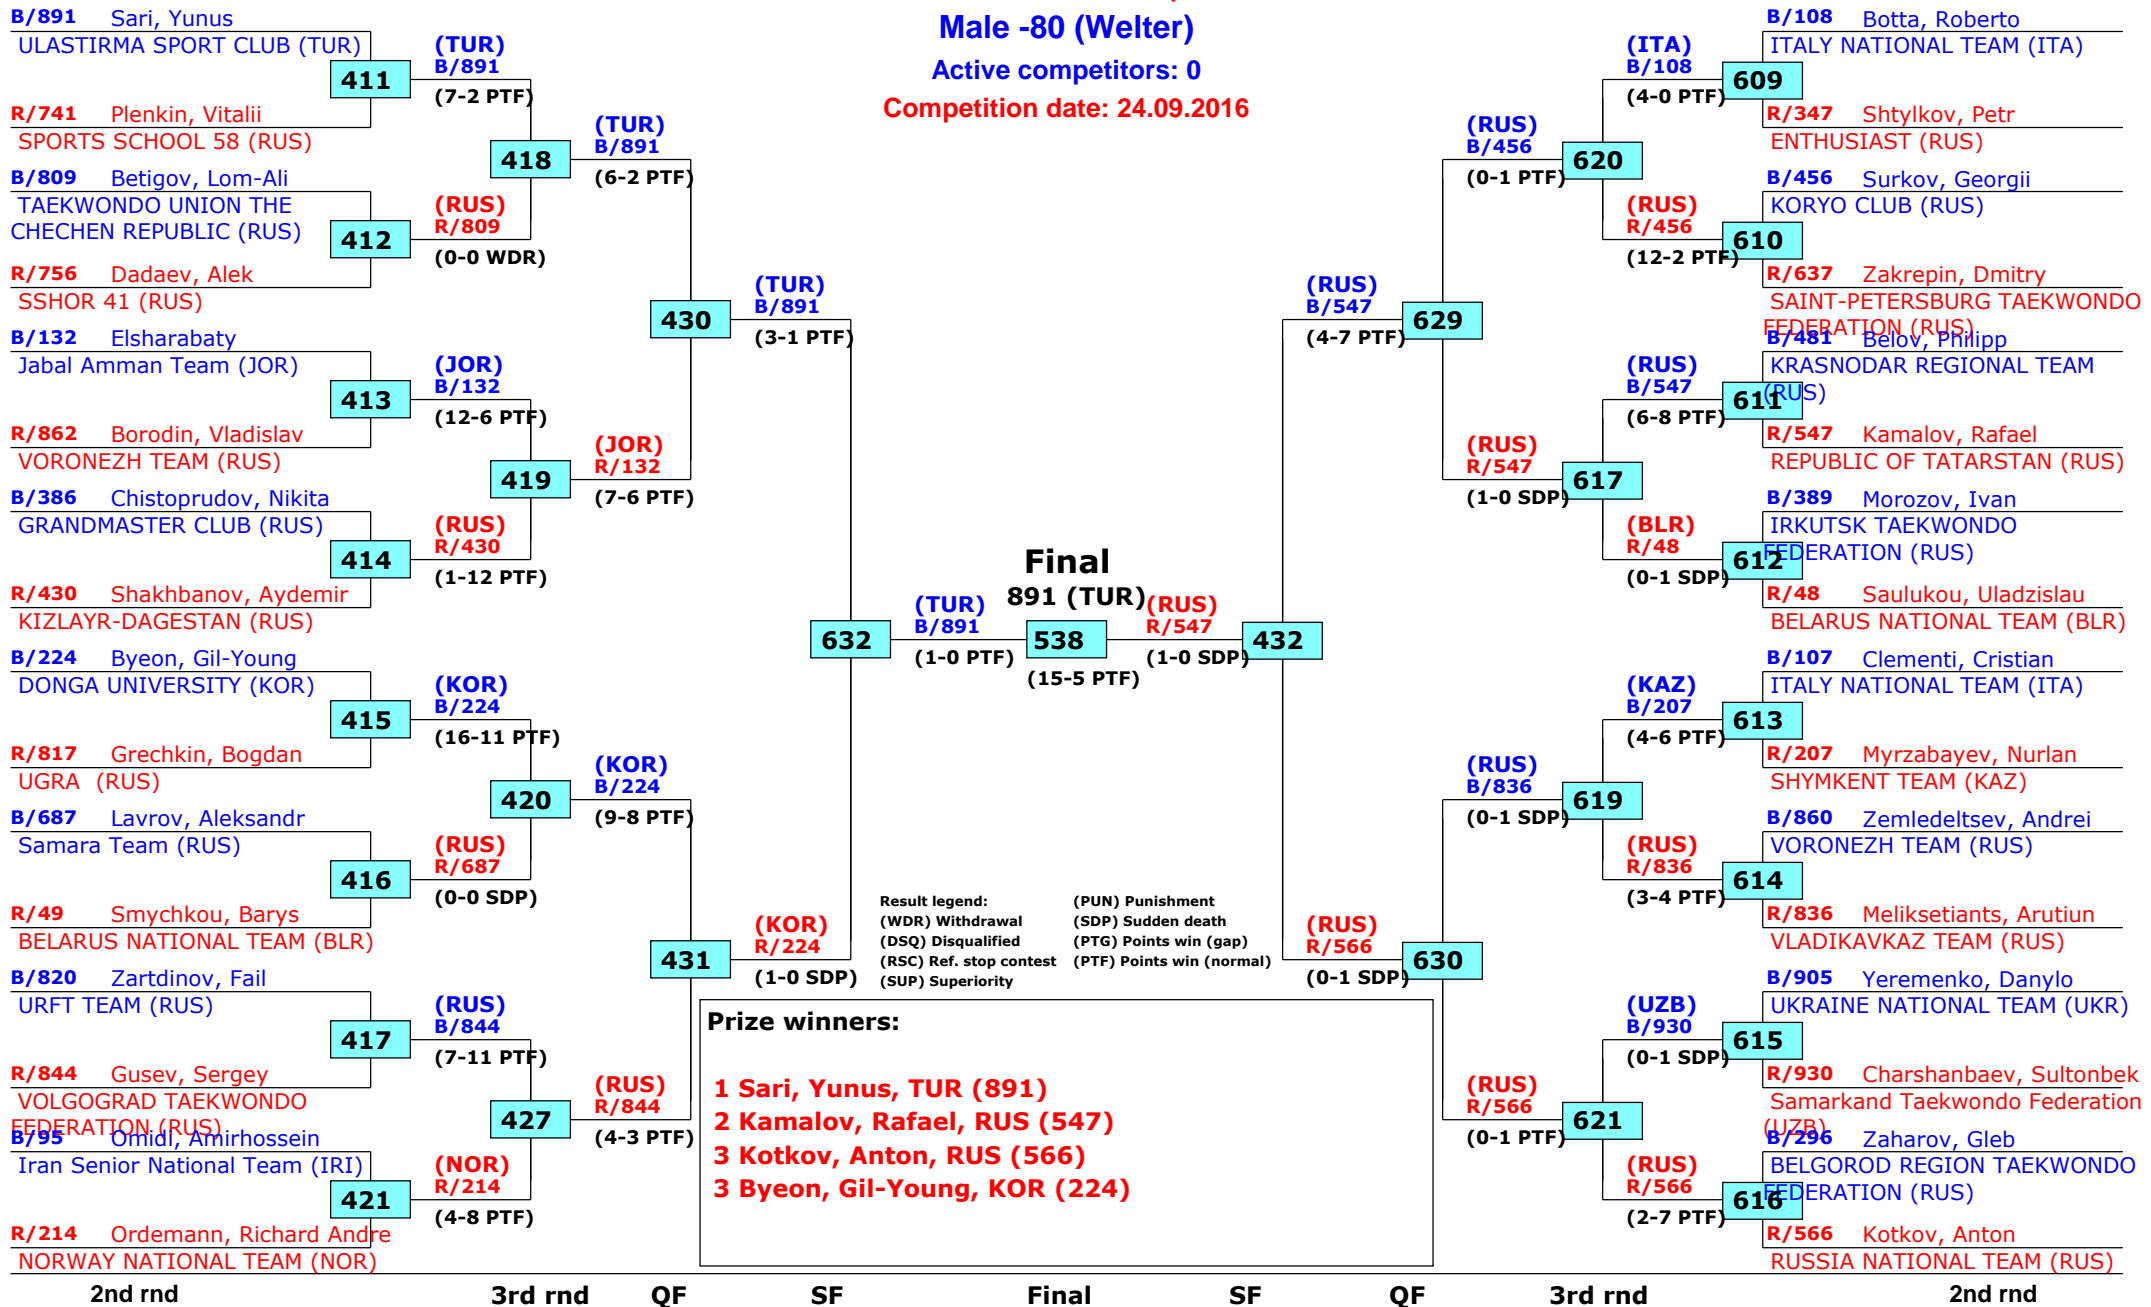 Male -80 (Welter)
Active competitors: 0
Competition date: 24.09.2016
B/891 Sari, Yunus
ULASTIRMA SPORT CLUB (TUR)
411
R/741 Plenkin, Vitalii
SPORTS SCHOOL 58 (RUS)
B/809 Betigov, Lom-Ali
TAEKWONDO UNION THE
CHECHEN REPUBLIC (RUS)
412
R/756 Dadaev, Alek
SSHOR 41 (RUS)
B/132 Elsharabaty
Jabal Amman Team (JOR)
413
R/862 Borodin, Vladislav
VORONEZH TEAM (RUS)
B/386 Chistoprudov, Nikita
GRANDMASTER CLUB (RUS)
414
R/430 Shakhbanov, Aydemir
KIZLAYR-DAGESTAN (RUS)
B/224 Byeon, Gil-Young
DONGA UNIVERSITY (KOR)
415
R/817 Grechkin, Bogdan
UGRA (RUS)
B/687 Lavrov, Aleksandr
Samara Team (RUS)
416
R/49 Smychkou, Barys
BELARUS NATIONAL TEAM (BLR)
B/820 Zartdinov, Fail
URFT TEAM (RUS)
417
R/844 Gusev, Sergey
VOLGOGRAD TAEKWONDO
FEDERATION (RUS)
B/95 Omidi, Amirhossein
Iran Senior National Team (IRI)
421
R/214 Ordemann, Richard Andre
NORWAY NATIONAL TEAM (NOR)
(TUR)
B/891
(7-2 PTF)
418
(RUS)
R/809
(0-0 WDR)
(JOR)
B/132
(12-6 PTF)
419
(RUS)
R/430
(1-12 PTF)
(KOR)
B/224
(16-11 PTF)
420
(RUS)
R/687
(0-0 SDP)
(RUS)
B/844
(7-11 PTF)
427
(NOR)
R/214
(4-8 PTF)
(TUR)
B/891
(6-2 PTF)
430
(JOR)
R/132
(7-6 PTF)
(KOR)
B/224
(9-8 PTF)
431
(RUS)
R/844
(4-3 PTF)
(TUR)
B/891
(3-1 PTF)
632
(KOR)
R/224
(1-0 SDP)
(TUR)
B/891
(1-0 PTF)
Final
891 (TUR)
538
(15-5 PTF)
(RUS)
R/547
(1-0 SDP)
432
(RUS)
B/547
(4-7 PTF)
629
(RUS)
R/566
(0-1 SDP)
630
(RUS)
B/456
(0-1 PTF)
620
(RUS)
R/547
(1-0 SDP)
617
(RUS)
B/836
(0-1 SDP)
619
(RUS)
R/566
(0-1 PTF)
621
(ITA)
B/108
(4-0 PTF)
609
(RUS)
R/456
(12-2 PTF)
610
(RUS)
B/547
(6-8 PTF)
611
(BLR)
R/48
(0-1 SDP)
612
(KAZ)
B/207
(4-6 PTF)
613
(RUS)
R/836
(3-4 PTF)
614
(UZB)
B/930
(0-1 SDP)
615
(RUS)
R/566
(2-7 PTF)
616
B/108 Botta, Roberto
ITALY NATIONAL TEAM (ITA)
R/347 Shtylkov, Petr
ENTHUSIAST (RUS)
B/456 Surkov, Georgii
KORYO CLUB (RUS)
R/637 Zakrepin, Dmitry
SAINT-PETERSBURG TAEKWONDO
FEDERATION (RUS)
B/481 Belov, Philipp
KRASNODAR REGIONAL TEAM
(RUS)
R/547 Kamalov, Rafael
REPUBLIC OF TATARSTAN (RUS)
B/389 Morozov, Ivan
IRKUTSK TAEKWONDO
FEDERATION (RUS)
R/48 Saulukou, Uladzislau
BELARUS NATIONAL TEAM (BLR)
B/107 Clementi, Cristian
ITALY NATIONAL TEAM (ITA)
R/207 Myrzabayev, Nurlan
SHYMKENT TEAM (KAZ)
B/860 Zemledeltsev, Andrei
VORONEZH TEAM (RUS)
R/836 Meliksetiants, Arutiun
VLADIKAVKAZ TEAM (RUS)
B/905 Yeremenko, Danylo
UKRAINE NATIONAL TEAM (UKR)
R/930 Charshanbaev, Sultonbek
Samarkand Taekwondo Federation
(UZB)
B/296 Zaharov, Gleb
BELGOROD REGION TAEKWONDO
FEDERATION (RUS)
R/566 Kotkov, Anton
RUSSIA NATIONAL TEAM (RUS)
Result legend: (PUN) Punishment
(WDR) Withdrawal (SDP) Sudden death
(DSQ) Disqualified (PTG) Points win (gap)
(RSC) Ref. stop contest (PTF) Points win (normal)
(SUP) Superiority
Prize winners:
1 Sari, Yunus, TUR (891)
2 Kamalov, Rafael, RUS (547)
3 Kotkov, Anton, RUS (566)
3 Byeon, Gil-Young, KOR (224)
2nd rnd 3rd rnd QF SF Final SF QF 3rd rnd 2nd rnd